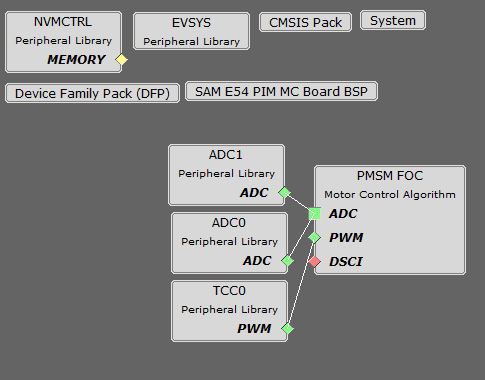 NVMCTRL
Peripheral Library
MEMORY
EVSYS
Peripheral Library
CMSIS Pack
System
Device Family Pack (DFP)
SAM E54 PIM MC Board BSP
ADC1
Peripheral Library
ADC
ADC0
Peripheral Library
ADC
TCC0
Peripheral Library
PWM
PMSM FOC
Motor Control Algorithm
ADC
PWM
DSCI